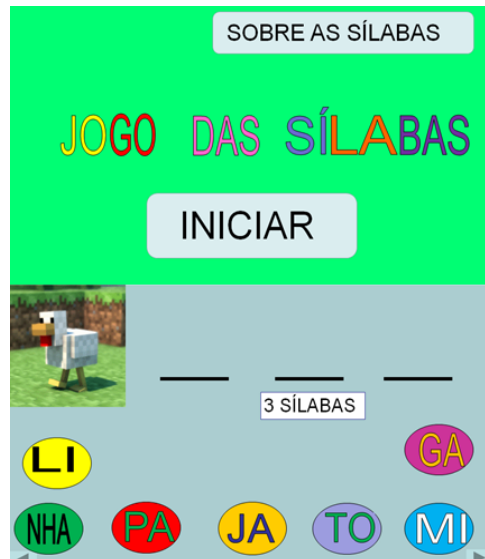 SOBRE AS SÍLABAS
JOGO DAS SÍLABAS
INICIAR
3 SÍLABAS
LI GA
NHA PA JA TO MI